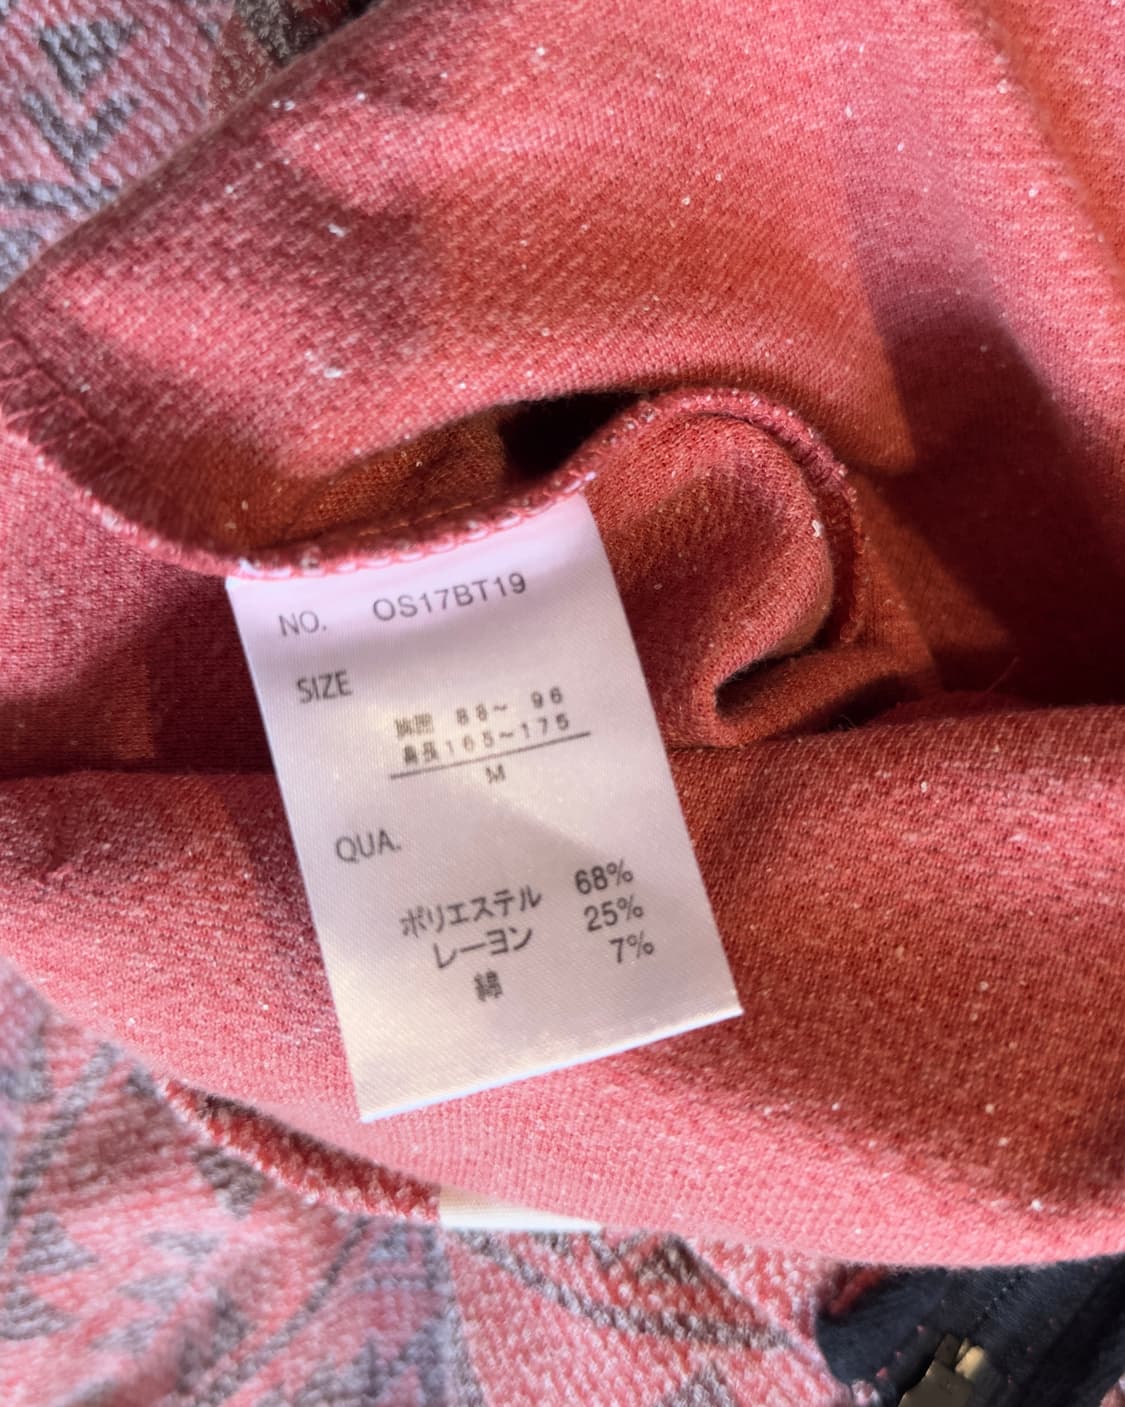 NO. OS17BT19
SIZE
胸囲 88~ 96
身長165~175
M
QUA.
ポリエステル 68%
レーヨン 25%
綿 7%